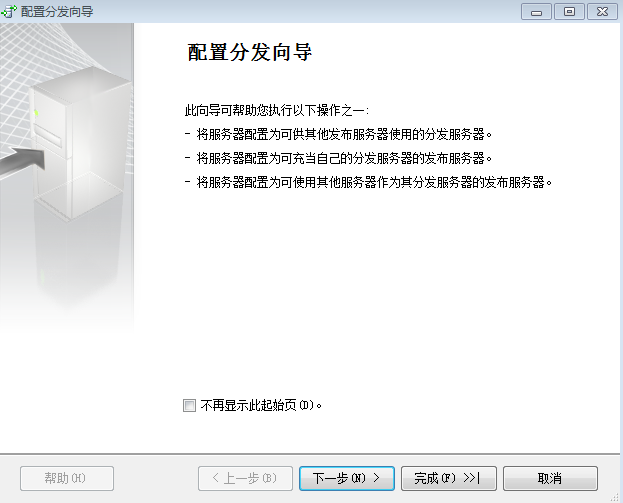 配置分发向导
配置分发向导
此向导可帮助您执行以下操作之一:
- 将服务器配置为可供其他发布服务器使用的分发服务器。
- 将服务器配置为可充当自己的分发服务器的发布服务器。
- 将服务器配置为可使用其他服务器作为其分发服务器的发布服务器。
不再显示此起始页(D)。
帮助(H) < 上一步(B) 下一步(N) > 完成(F) >>| 取消